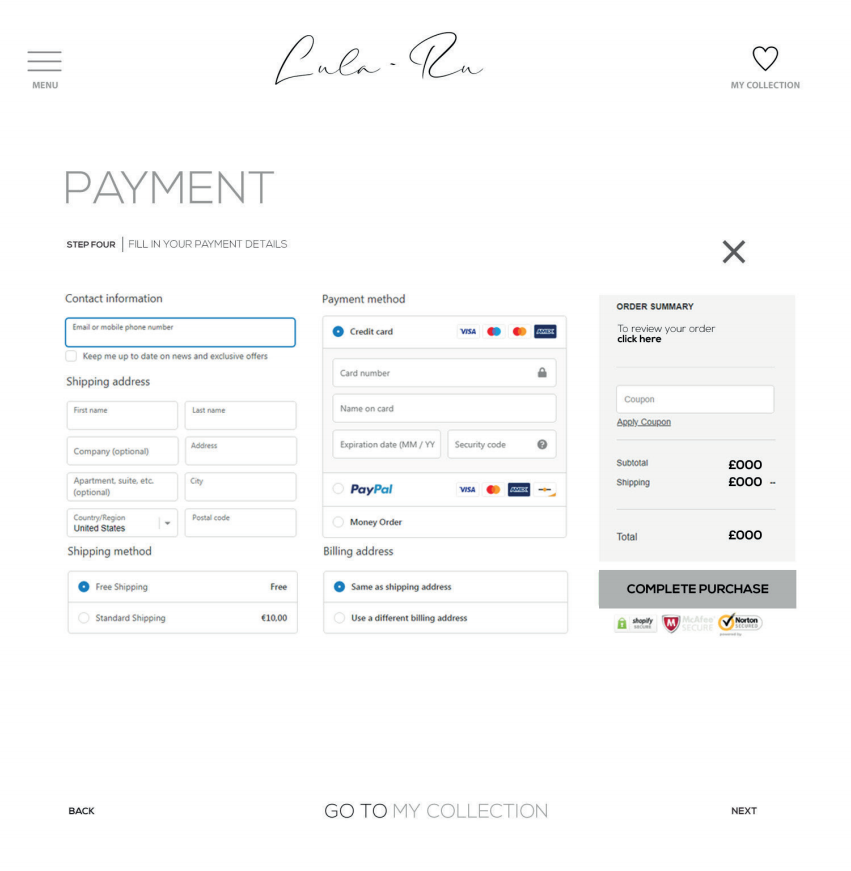 MENU
Lula-Ru
MY COLLECTION
PAYMENT
STEP FOUR | FILL IN YOUR PAYMENT DETAILS
Contact information
Email or mobile phone number
Keep me up to date on news and exclusive offers
Shipping address
First name
Last name
Company (optional)
Address
Apartment, suite, etc. (optional)
City
Country/Region
United States
Postal code
Shipping method
Free Shipping
Free
Standard Shipping
€10,00
Payment method
Credit card
VISA
AMEX
Card number
Name on card
Expiration date (MM / YY
Security code
?
PayPal
VISA
AMEX
Money Order
Billing address
Same as shipping address
Use a different billing address
ORDER SUMMARY
To review your order
click here
Coupon
Apply Coupon
Subtotal
£000
Shipping
£000 –
Total
£000
COMPLETE PURCHASE
shopify
secure
M
McAfee
SECURE
Norton
SECURED
powered by
BACK
GO TO MY COLLECTION
NEXT